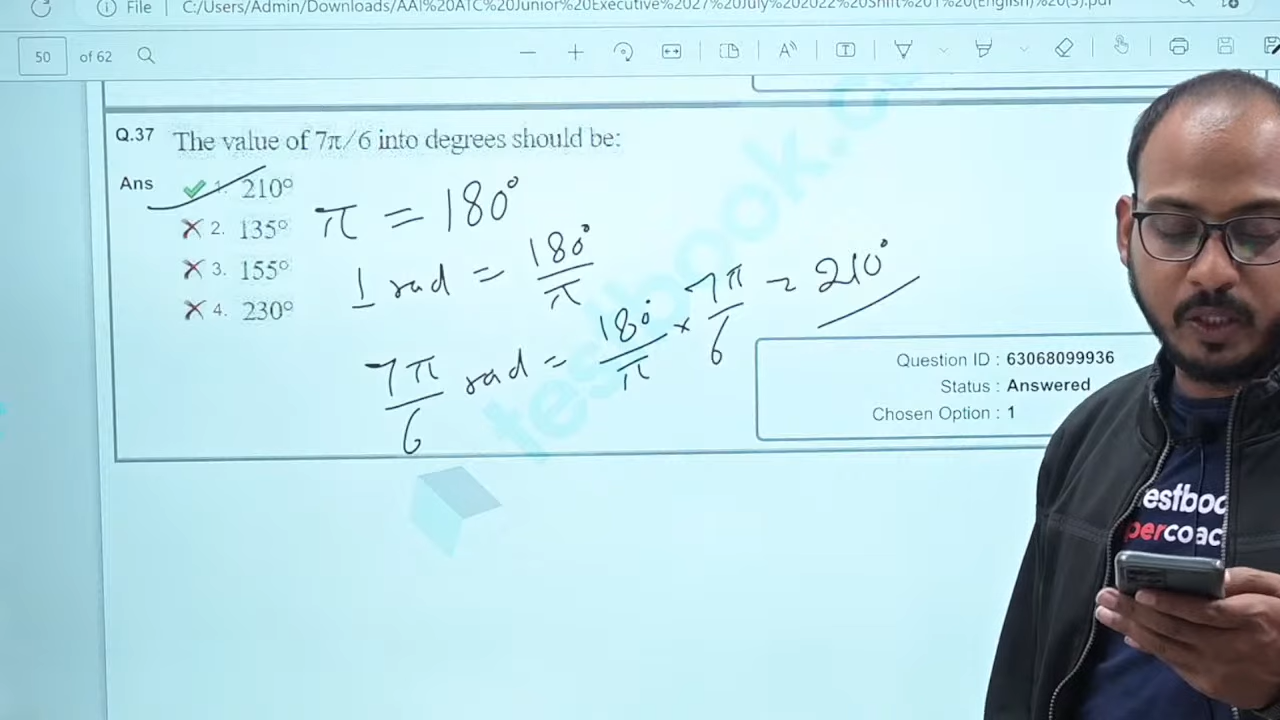 File C:/Users/Admin/Downloads/AAI%20ATC%20Junior%20Executive%2027%20July%202022%20Shift%201%20(English)%20(3).pdf
50 of 62
Q.37 The value of 7π/6 into degrees should be:
Ans 1. 210°
2. 135°
3. 155°
4. 230°
π = 180°
1 rad = 180°/π
7π/6 rad = 180°/π × 7π/6 = 210°
Question ID : 63068099936
Status : Answered
Chosen Option : 1
testbook.c
estboo
percoac